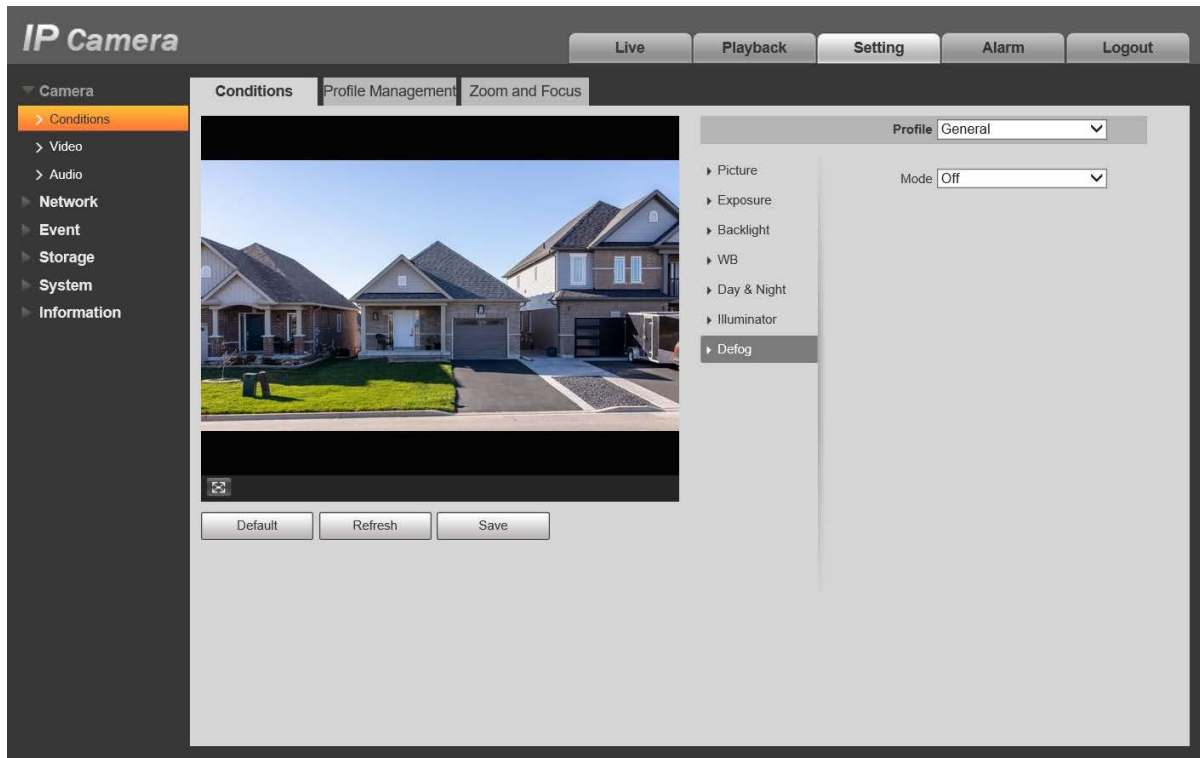 IP Camera
Live
Playback
Setting
Alarm
Logout
Camera
Conditions
Video
Audio
Network
Event
Storage
System
Information
Conditions
Profile Management
Zoom and Focus
Profile General
Picture
Exposure
Backlight
WB
Day & Night
Illuminator
Defog
Mode Off
Default
Refresh
Save